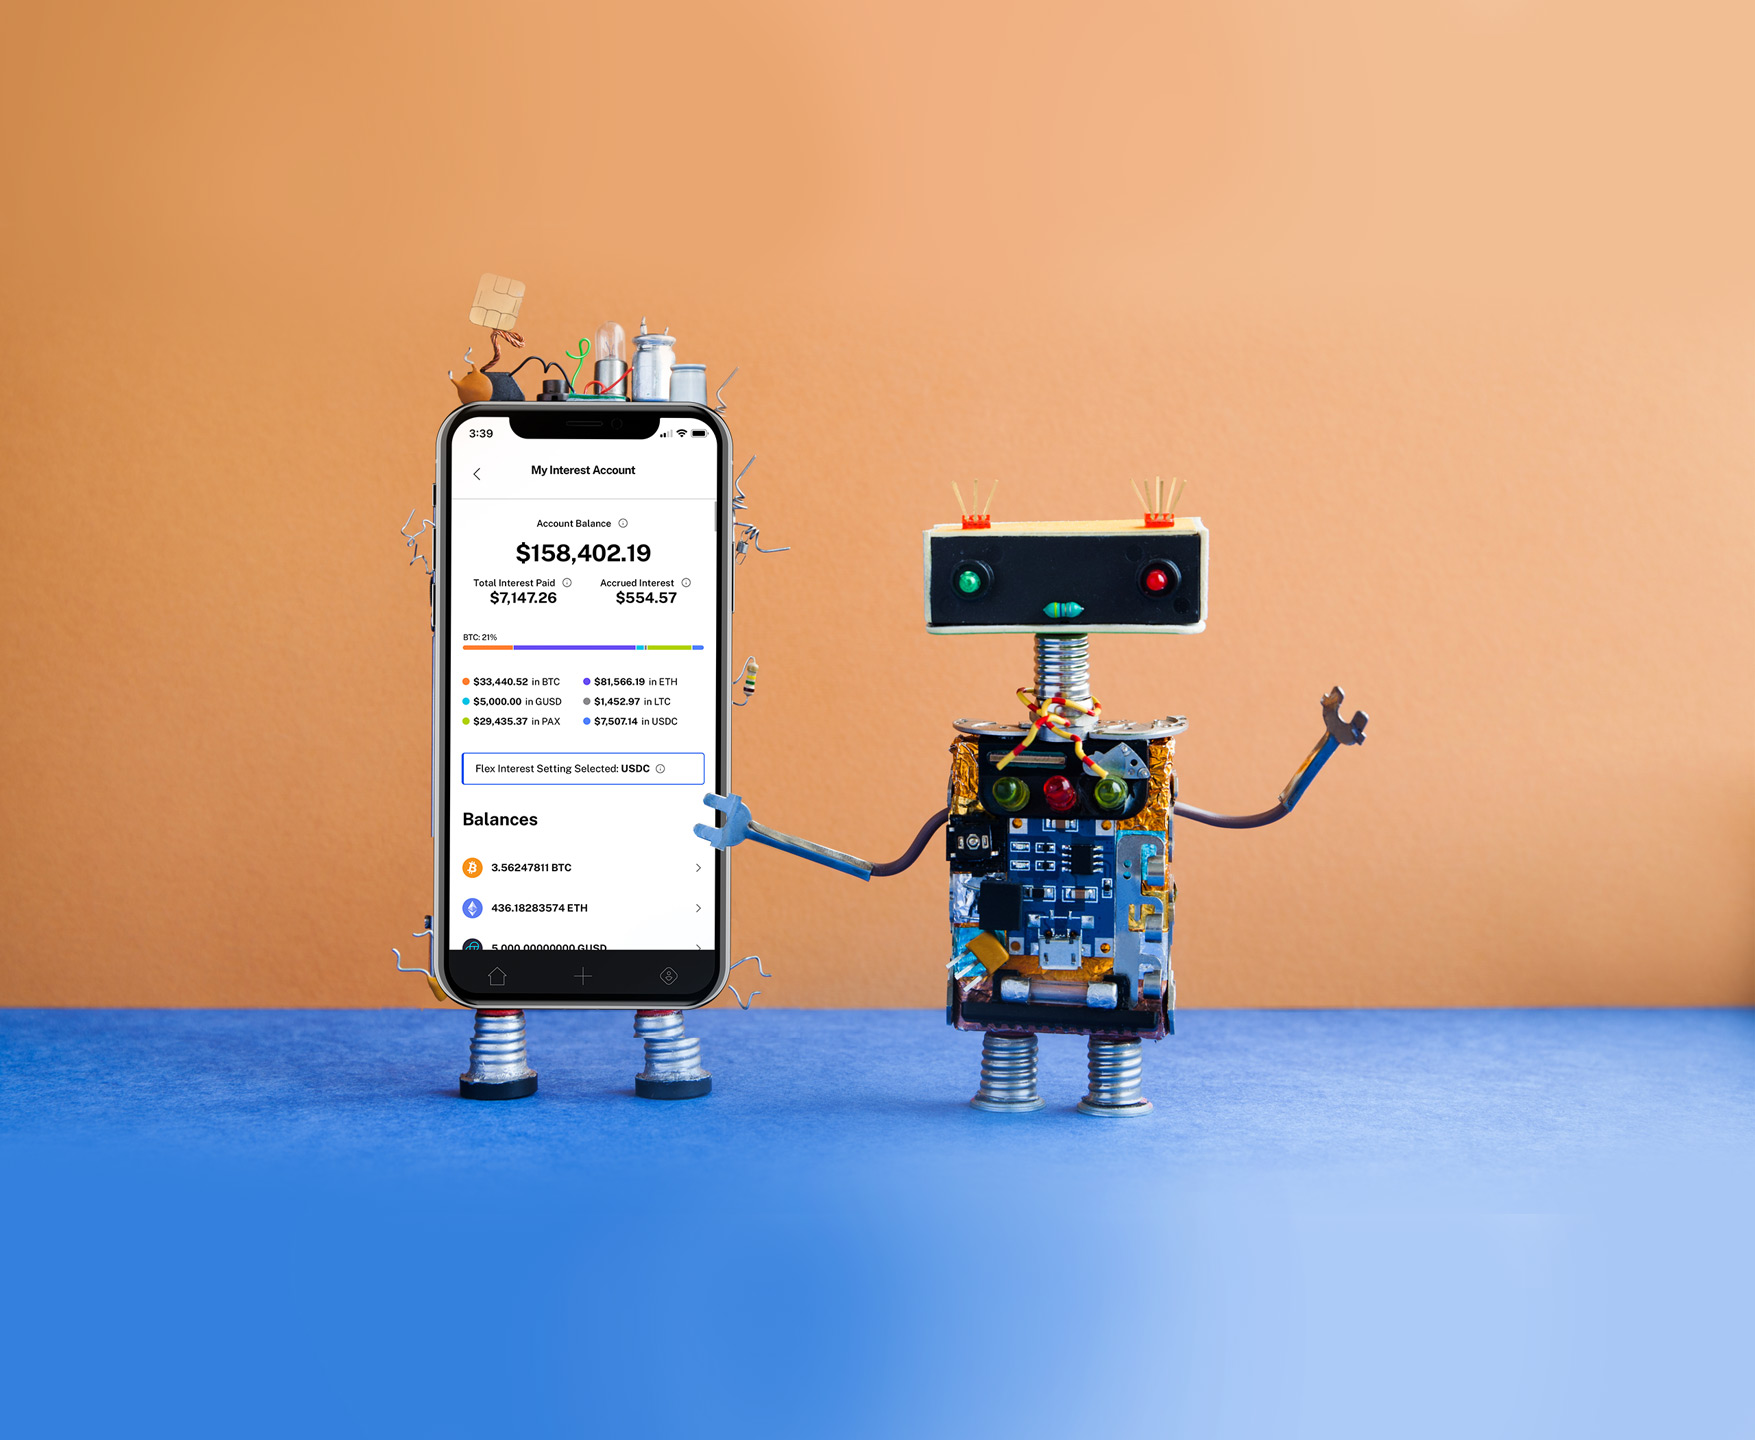 3:39
My Interest Account
Account Balance
$158,402.19
Total Interest Paid Accrued Interest
$7,147.26 $554.57
BTC: 21%
$33,440.52 in BTC $81,566.19 in ETH
$5,000.00 in GUSD $1,452.97 in LTC
$29,435.37 in PAX $7,507.14 in USDC
Flex Interest Setting Selected: USDC
Balances
3.56247811 BTC
436.18283574 ETH
5,000.00000000 GUSD